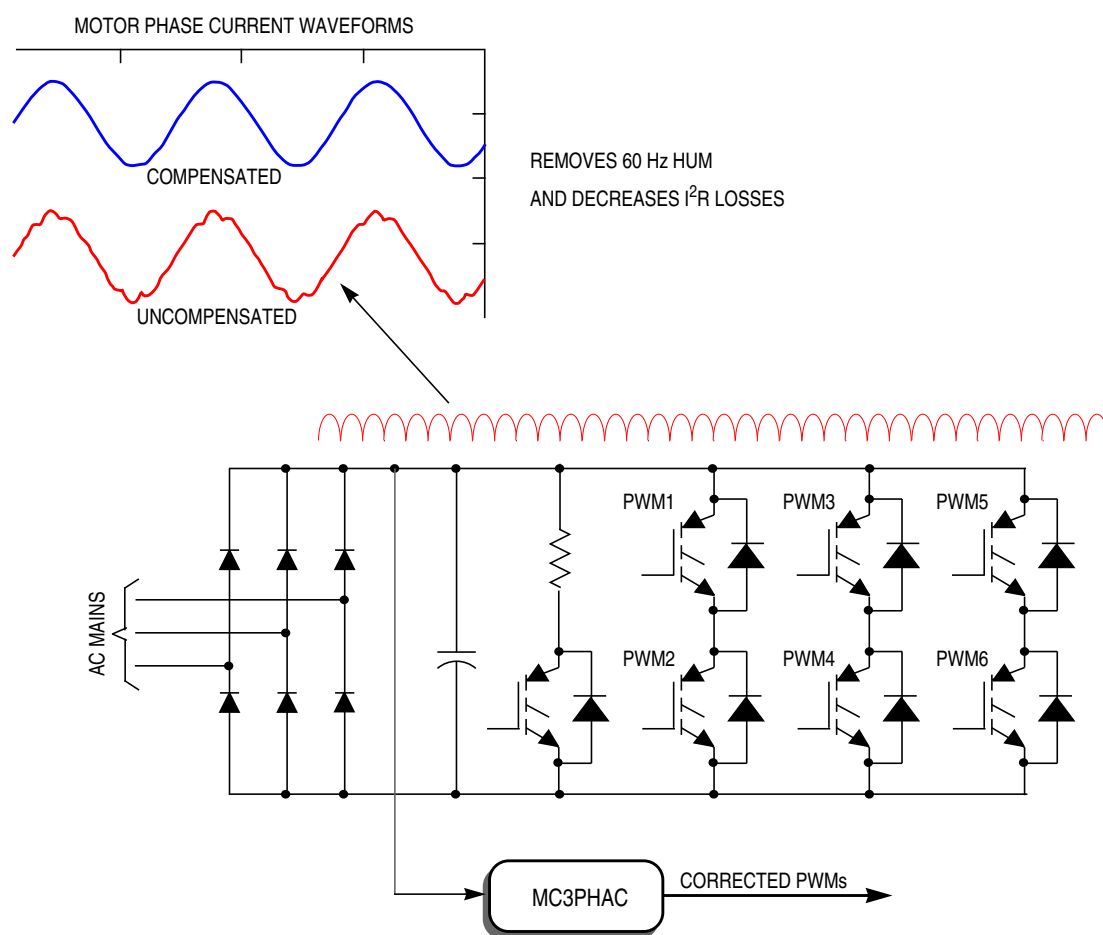 MOTOR PHASE CURRENT WAVEFORMS
COMPENSATED
REMOVES 60 Hz HUM
AND DECREASES I²R LOSSES
UNCOMPENSATED
PWM1
PWM3
PWM5
AC MAINS
PWM2
PWM4
PWM6
MC3PHAC
CORRECTED PWMs